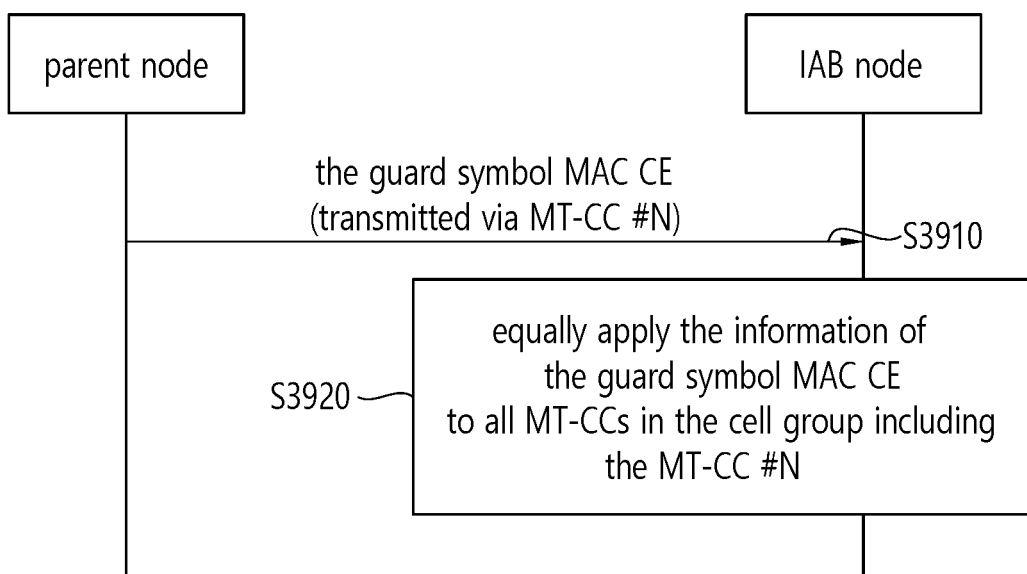 parent node
IAB node
the guard symbol MAC CE
(transmitted via MT-CC #N)
S3910
equally apply the information of
the guard symbol MAC CE
to all MT-CCs in the cell group including
the MT-CC #N
S3920